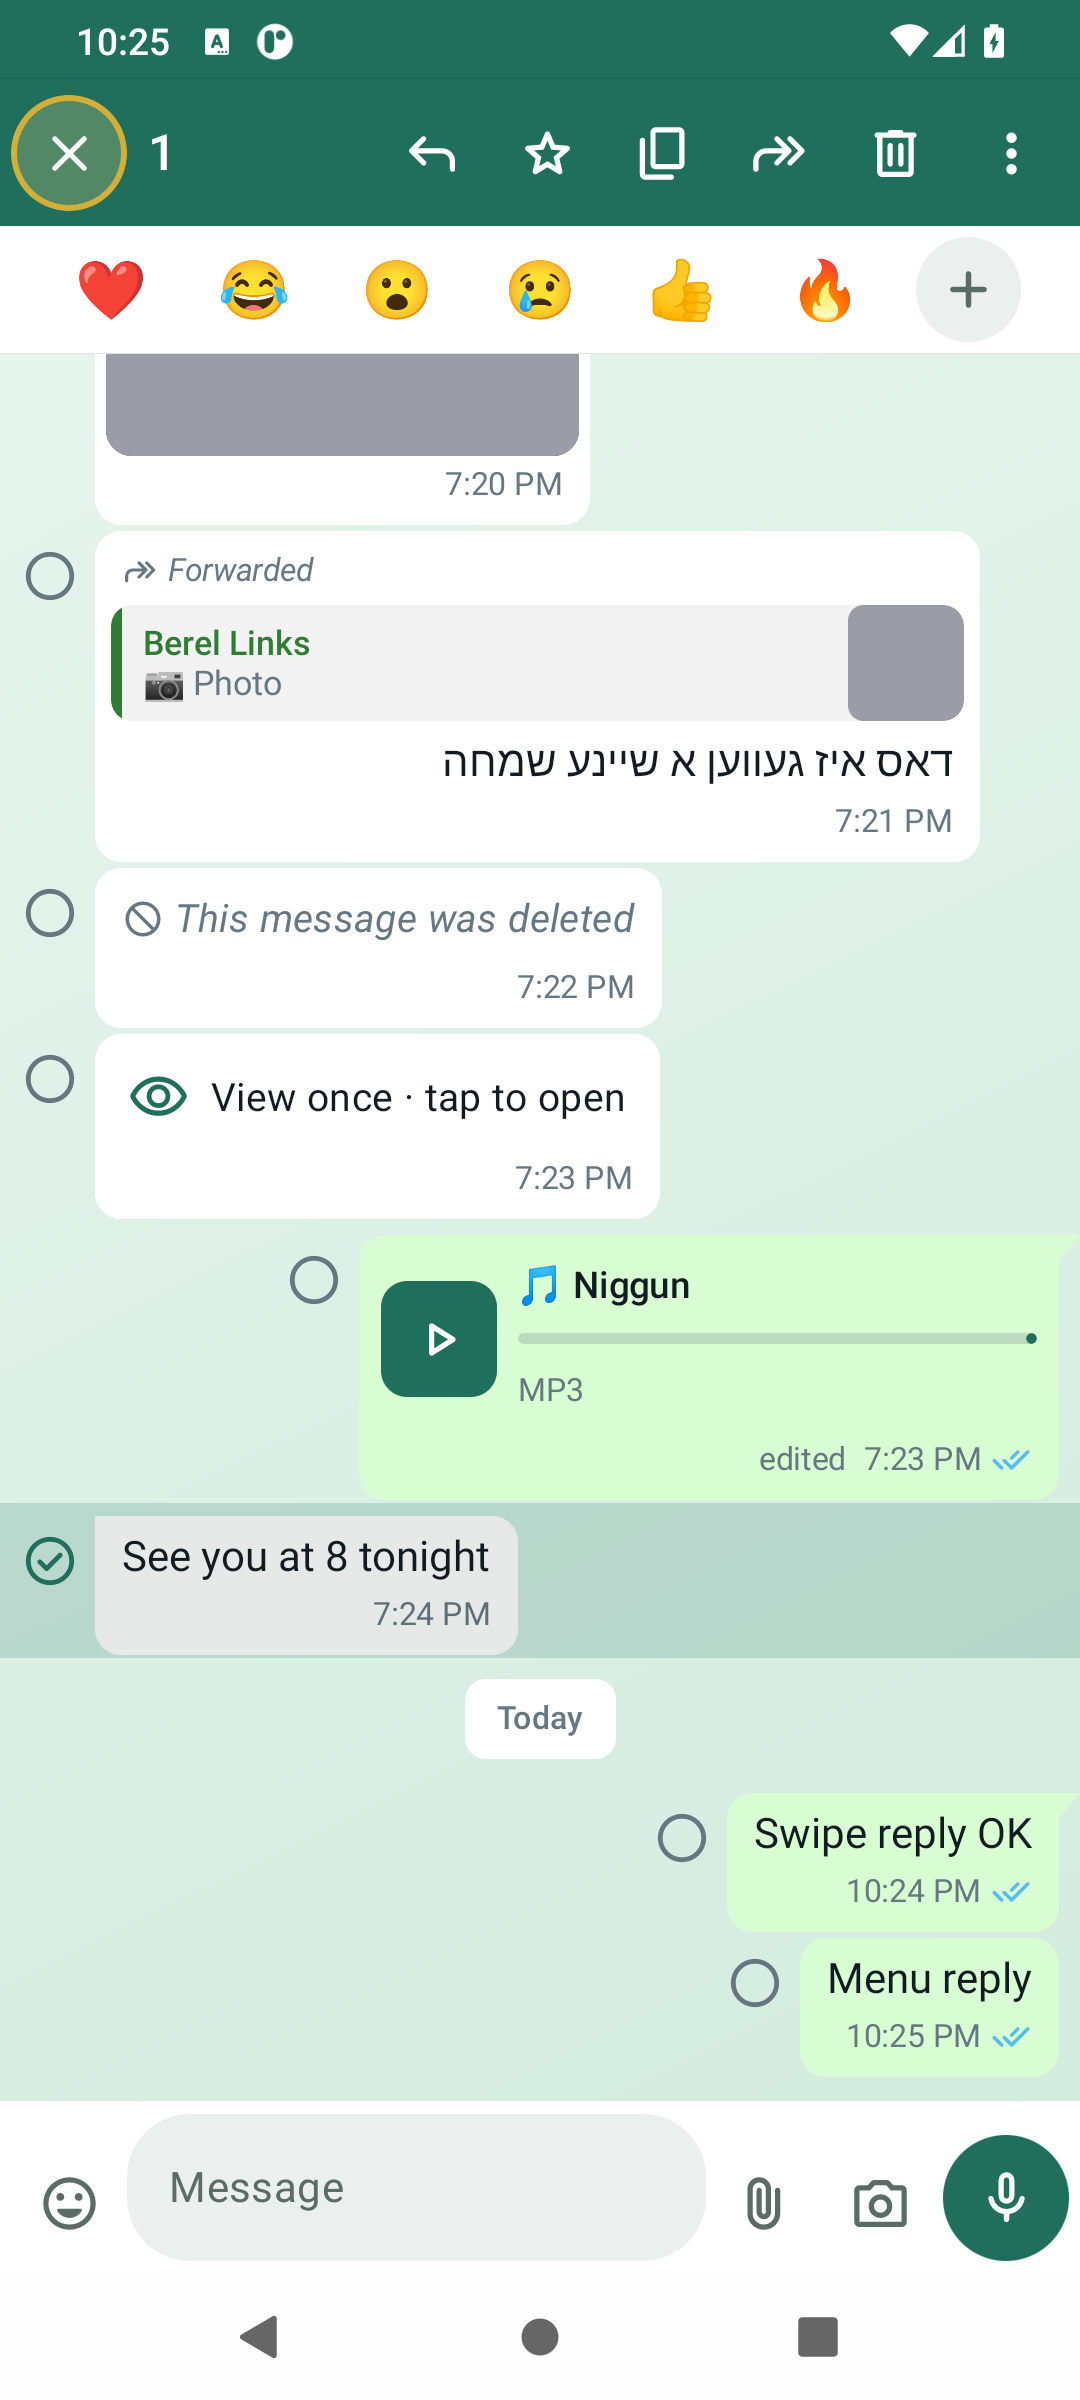 10:25
1
7:20 PM
Forwarded
Berel Links
Photo
דאס איז געווען א שיינע שמחה
7:21 PM
This message was deleted
7:22 PM
View once · tap to open
7:23 PM
Niggun
MP3
edited 7:23 PM
See you at 8 tonight
7:24 PM
Today
Swipe reply OK
10:24 PM
Menu reply
10:25 PM
Message